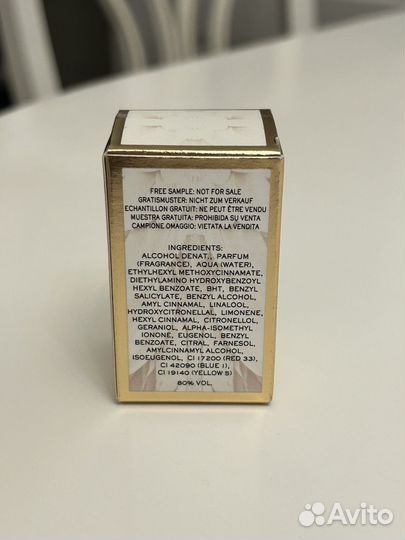 FREE SAMPLE: NOT FOR SALE
GRATISMUSTER: NICHT ZUM VERKAUF
ECHANTILLON GRATUIT: NE PEUT ÊTRE VENDU
MUESTRA GRATUITA: PROHIBIDA SU VENTA
CAMPIONE OMAGGIO: VIETATA LA VENDITA
INGREDIENTS:
ALCOHOL DENAT., PARFUM
(FRAGRANCE), AQUA (WATER),
ETHYLHEXYL METHOXYCINNAMATE,
DIETHYLAMINO HYDROXYBENZOYL
HEXYL BENZOATE, BHT, BENZYL
SALICYLATE, BENZYL ALCOHOL,
AMYL CINNAMAL, LINALOOL,
HYDROXYCITRONELLAL, LIMONENE,
HEXYL CINNAMAL, CITRONELLOL,
GERANIOL, ALPHA-ISOMETHYL
IONONE, EUGENOL, BENZYL
BENZOATE, CITRAL, FARNESOL,
AMYLCINNAMYL ALCOHOL,
ISOEUGENOL, CI 17200 (RED 33),
CI 42090 (BLUE 1),
CI 19140 (YELLOW 5)
80% VOL.
Avito